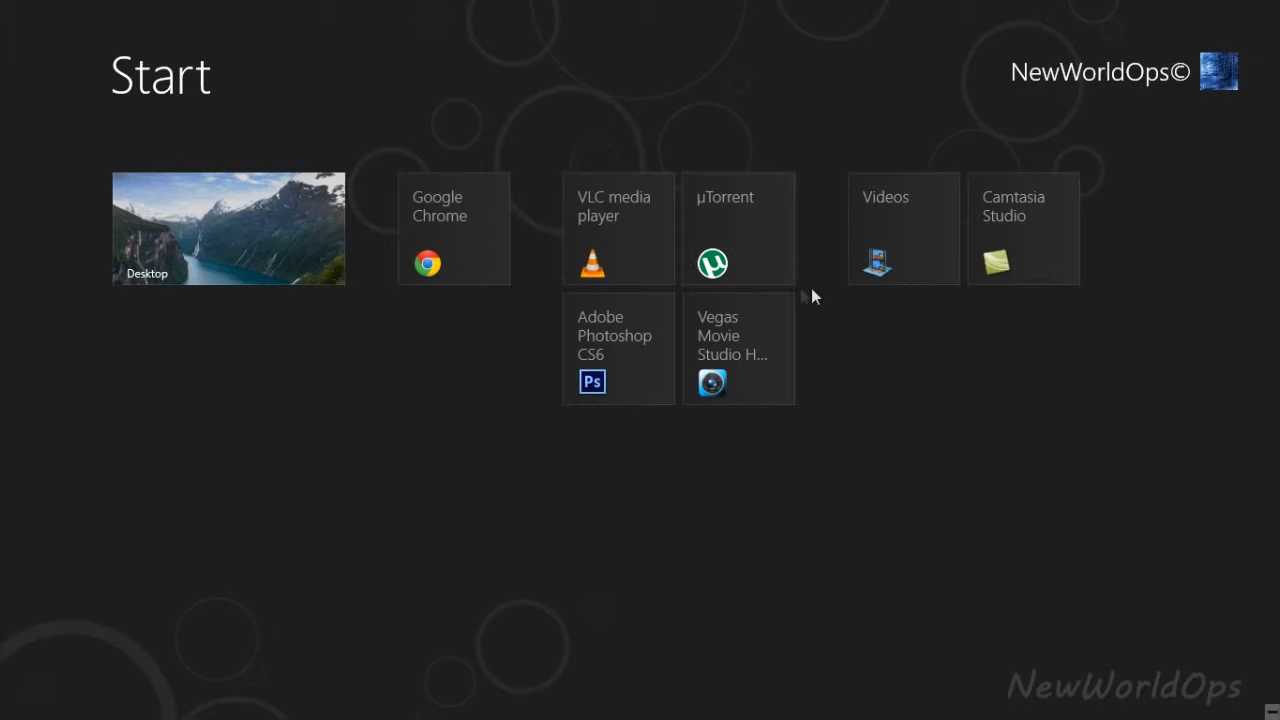 Start
NewWorldOps©
Desktop
Google
Chrome
VLC media
player
µTorrent
Videos
Camtasia
Studio
Adobe
Photoshop
CS6
Ps
Vegas
Movie
Studio H...
NewWorldOps